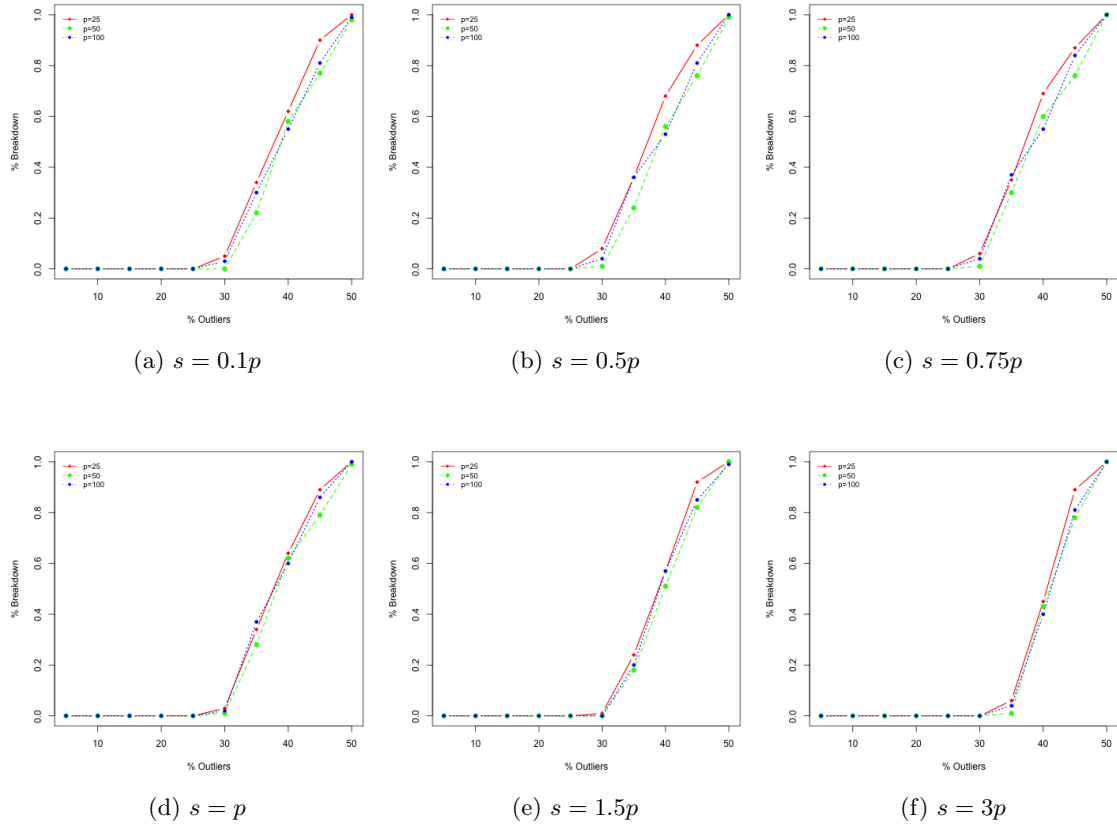 p=25
p=50
p=100
% Breakdown
0.0 0.2 0.4 0.6 0.8 1.0
10 20 30 40 50
% Outliers
(a) s = 0.1p
p=25
p=50
p=100
% Breakdown
0.0 0.2 0.4 0.6 0.8 1.0
10 20 30 40 50
% Outliers
(b) s = 0.5p
p=25
p=50
p=100
% Breakdown
0.0 0.2 0.4 0.6 0.8 1.0
10 20 30 40 50
% Outliers
(c) s = 0.75p
p=25
p=50
p=100
% Breakdown
0.0 0.2 0.4 0.6 0.8 1.0
10 20 30 40 50
% Outliers
(d) s = p
p=25
p=50
p=100
% Breakdown
0.0 0.2 0.4 0.6 0.8 1.0
10 20 30 40 50
% Outliers
(e) s = 1.5p
p=25
p=50
p=100
% Breakdown
0.0 0.2 0.4 0.6 0.8 1.0
10 20 30 40 50
% Outliers
(f) s = 3p